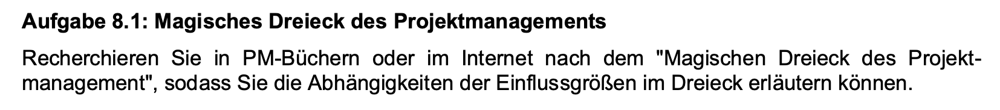 Aufgabe 8.1: Magisches Dreieck des Projektmanagements
Recherchieren Sie in PM-Büchern oder im Internet nach dem "Magischen Dreieck des Projekt-
management", sodass Sie die Abhängigkeiten der Einflussgrößen im Dreieck erläutern können.